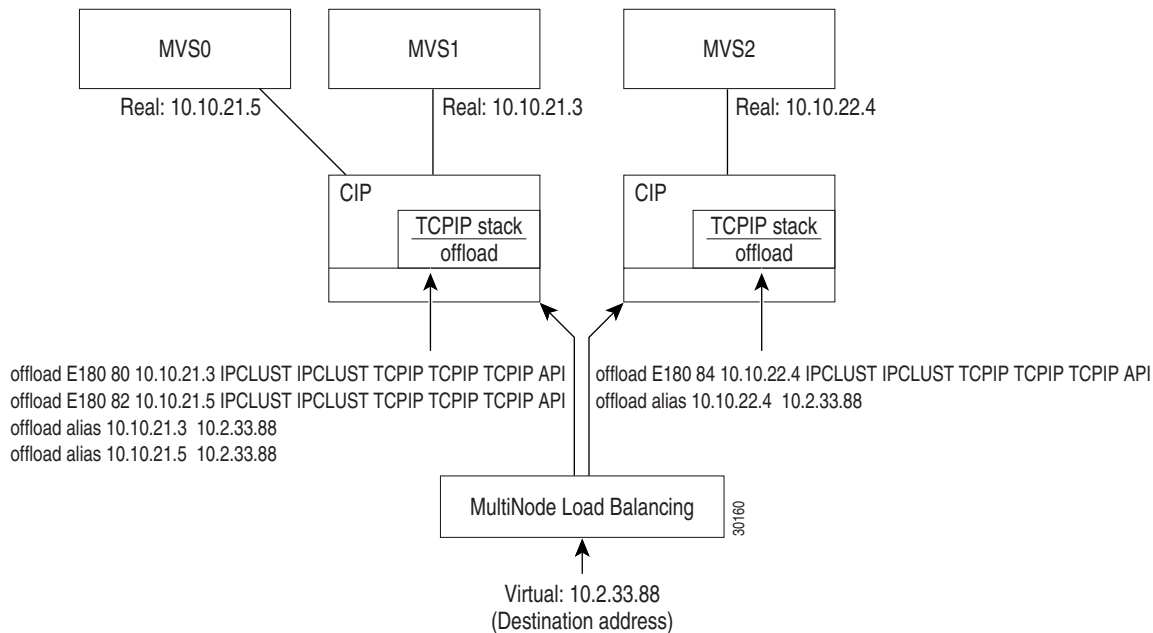 MVS0
MVS1
MVS2
Real: 10.10.21.5
Real: 10.10.21.3
Real: 10.10.22.4
CIP
TCPIP stack
offload
CIP
TCPIP stack
offload
offload E180 80 10.10.21.3 IPCLUST IPCLUST TCPIP TCPIP TCPIP API
offload E180 82 10.10.21.5 IPCLUST IPCLUST TCPIP TCPIP TCPIP API
offload alias 10.10.21.3 10.2.33.88
offload alias 10.10.21.5 10.2.33.88
offload E180 84 10.10.22.4 IPCLUST IPCLUST TCPIP TCPIP TCPIP API
offload alias 10.10.22.4 10.2.33.88
MultiNode Load Balancing
30160
Virtual: 10.2.33.88
(Destination address)